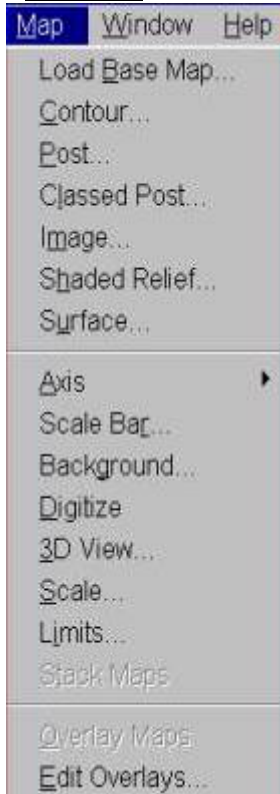 Map Window Help
Load Base Map...
Contour...
Post...
Classed Post...
Image...
Shaded Relief...
Surface...
Axis
Scale Bar...
Background...
Digitize
3D View...
Scale...
Limits...
Stack Maps
Overlay Maps
Edit Overlays...